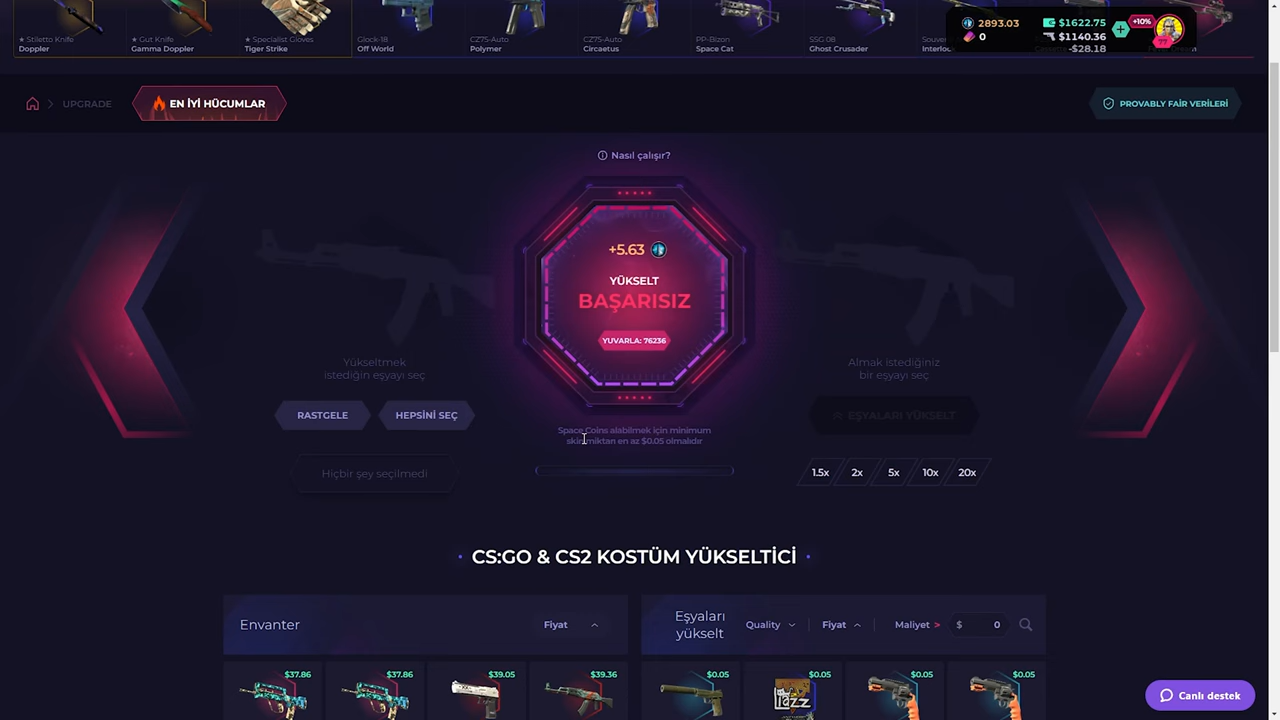 ★ Stiletto Knife
Doppler
★ Gut Knife
Gamma Doppler
★ Specialist Gloves
Tiger Strike
Glock-18
Off World
CZ75-Auto
Polymer
CZ75-Auto
Circaetus
PP-Bizon
Space Cat
SSG 08
Ghost Crusader
2893.03
0
$1622.75
$1140.36
-$28.18
+10%
UPGRADE
EN İYİ HÜCUMLAR
PROVABLY FAIR VERİLERİ
Nasıl çalışır?
+5.63
YÜKSELT
BAŞARISIZ
YUVARLA: 76236
Yükseltmek
istediğin eşyayı seç
RASTGELE
HEPSİNİ SEÇ
Hiçbir şey seçilmedi
Space Coins alabilmek için minimum
skin miktarı en az $0.05 olmalıdır
Almak istediğiniz
bir eşyayı seç
EŞYALARI YÜKSELT
1.5x
2x
5x
10x
20x
CS:GO & CS2 KOSTÜM YÜKSELTİCİ
Envanter
Fiyat
Eşyaları
yükselt
Quality
Fiyat
Maliyet >
$ 0
$37.86
$37.86
$39.05
$39.36
$0.05
$0.05
$0.05
$0.05
Canlı destek